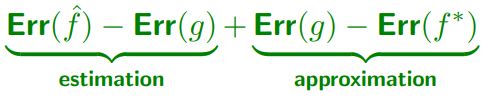 Err(f̂) − Err(g) + Err(g) − Err(f*)
estimation approximation